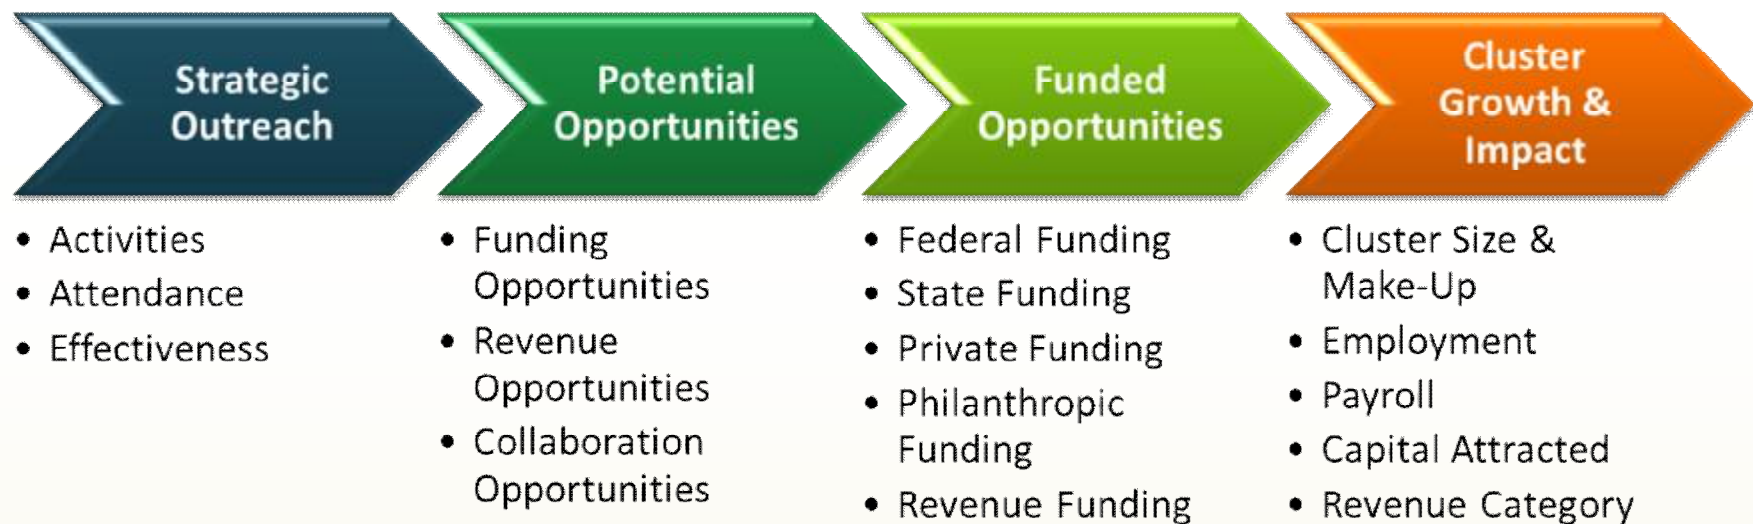 Strategic
Outreach
• Activities
• Attendance
• Effectiveness
Potential
Opportunities
• Funding
Opportunities
• Revenue
Opportunities
• Collaboration
Opportunities
Funded
Opportunities
• Federal Funding
• State Funding
• Private Funding
• Philanthropic
Funding
• Revenue Funding
Cluster
Growth &
Impact
• Cluster Size &
Make-Up
• Employment
• Payroll
• Capital Attracted
• Revenue Category